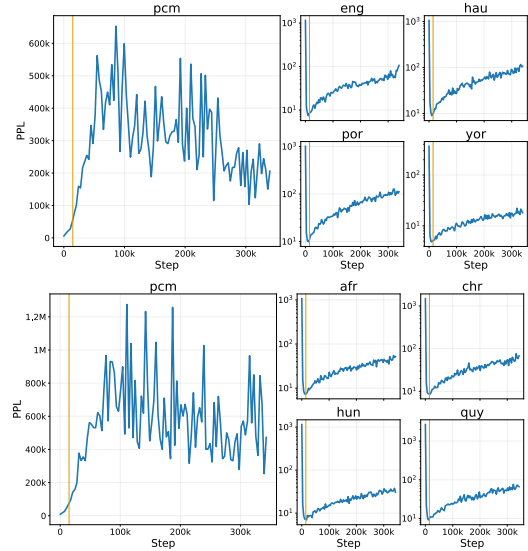 pcm
PPL
600k
500k
400k
300k
200k
100k
0
0
100k
200k
300k
Step
eng
10³
10²
10¹
hau
10³
10²
10¹
por
10²
10¹
0
100k
200k
300k
Step
yor
10²
10¹
0
100k
200k
300k
Step
pcm
PPL
1,2M
1M
800k
600k
400k
200k
0
0
100k
200k
300k
Step
afr
10³
10²
10¹
chr
10³
10²
10¹
hun
10³
10²
10¹
0
100k
200k
300k
Step
quy
10³
10²
10¹
0
100k
200k
300k
Step